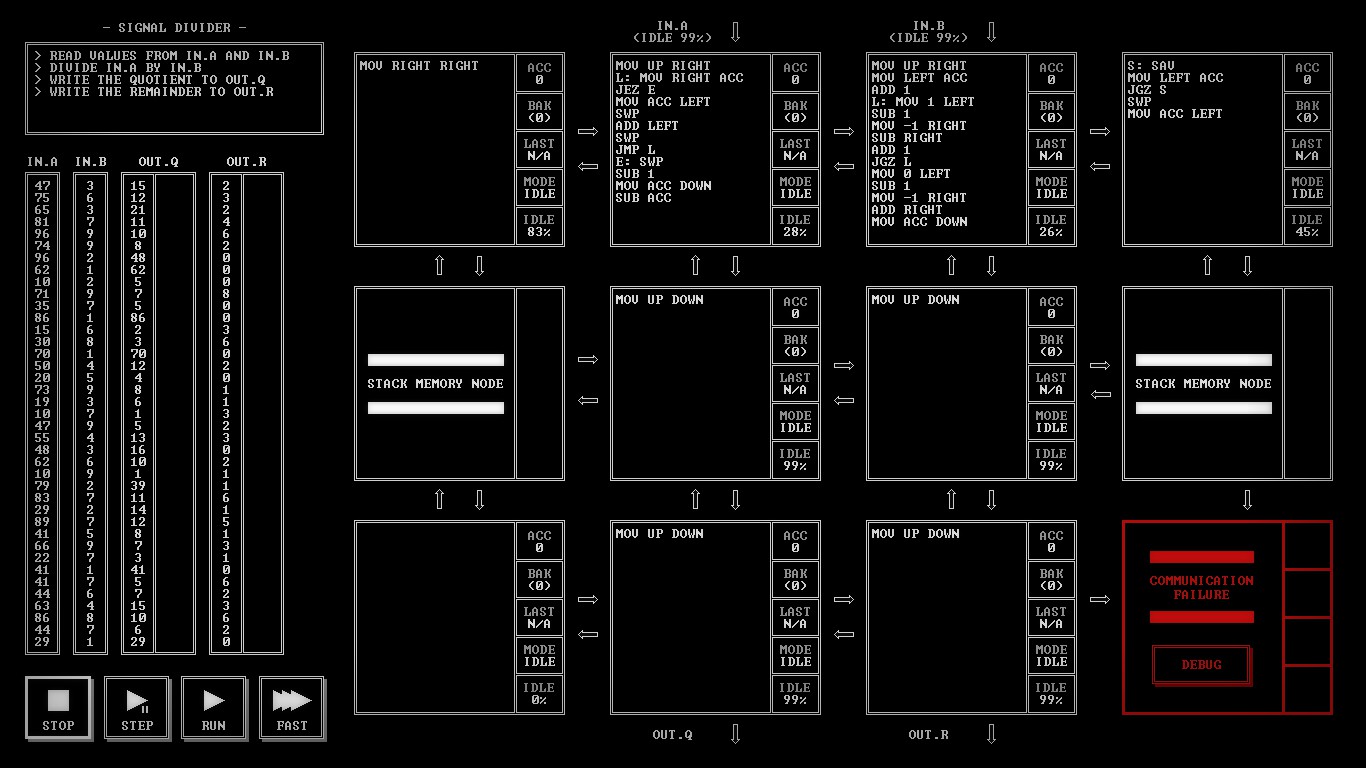 - SIGNAL DIVIDER -
> READ VALUES FROM IN.A AND IN.B
> DIVIDE IN.A BY IN.B
> WRITE THE QUOTIENT TO OUT.Q
> WRITE THE REMAINDER TO OUT.R
IN.A IN.B OUT.Q OUT.R
47 3 15 2
75 6 12 3
65 3 21 2
81 7 11 4
96 9 10 6
74 9 8 2
96 2 48 0
62 1 62 0
10 2 5 0
71 9 7 8
35 7 5 0
86 1 86 0
15 6 2 3
30 8 3 6
70 1 70 0
50 4 12 2
20 5 4 0
73 9 8 1
19 3 6 1
10 7 1 3
47 9 5 2
55 4 13 3
48 3 16 0
62 6 10 2
10 9 1 1
79 2 39 1
83 7 11 6
29 2 14 1
89 7 12 5
41 5 8 1
66 9 7 3
22 7 3 1
41 1 41 0
41 7 5 6
44 6 7 2
63 4 15 3
86 8 10 6
44 7 6 2
29 1 29 0
STOP
STEP
RUN
FAST
IN.A
(IDLE 99%)
IN.B
(IDLE 99%)
MOV RIGHT RIGHT
ACC
0
BAK
(0)
LAST
N/A
MODE
IDLE
IDLE
83%
MOV UP RIGHT
L: MOV RIGHT ACC
JEZ E
MOV ACC LEFT
SWP
ADD LEFT
SWP
JMP L
E: SWP
SUB 1
MOV ACC DOWN
SUB ACC
ACC
0
BAK
(0)
LAST
N/A
MODE
IDLE
IDLE
28%
MOV UP RIGHT
MOV LEFT ACC
ADD 1
L: MOV 1 LEFT
SUB 1
MOV -1 RIGHT
SUB RIGHT
ADD 1
JGZ L
MOV 0 LEFT
SUB 1
MOV -1 RIGHT
ADD RIGHT
MOV ACC DOWN
ACC
0
BAK
(0)
LAST
N/A
MODE
IDLE
IDLE
26%
S: SAV
MOV LEFT ACC
JGZ S
SWP
MOV ACC LEFT
ACC
0
BAK
(0)
LAST
N/A
MODE
IDLE
IDLE
45%
STACK MEMORY NODE
MOV UP DOWN
ACC
0
BAK
(0)
LAST
N/A
MODE
IDLE
IDLE
99%
MOV UP DOWN
ACC
0
BAK
(0)
LAST
N/A
MODE
IDLE
IDLE
99%
STACK MEMORY NODE
ACC
0
BAK
(0)
LAST
N/A
MODE
IDLE
IDLE
0%
MOV UP DOWN
ACC
0
BAK
(0)
LAST
N/A
MODE
IDLE
IDLE
99%
MOV UP DOWN
ACC
0
BAK
(0)
LAST
N/A
MODE
IDLE
IDLE
99%
COMMUNICATION
FAILURE
DEBUG
OUT.Q
OUT.R